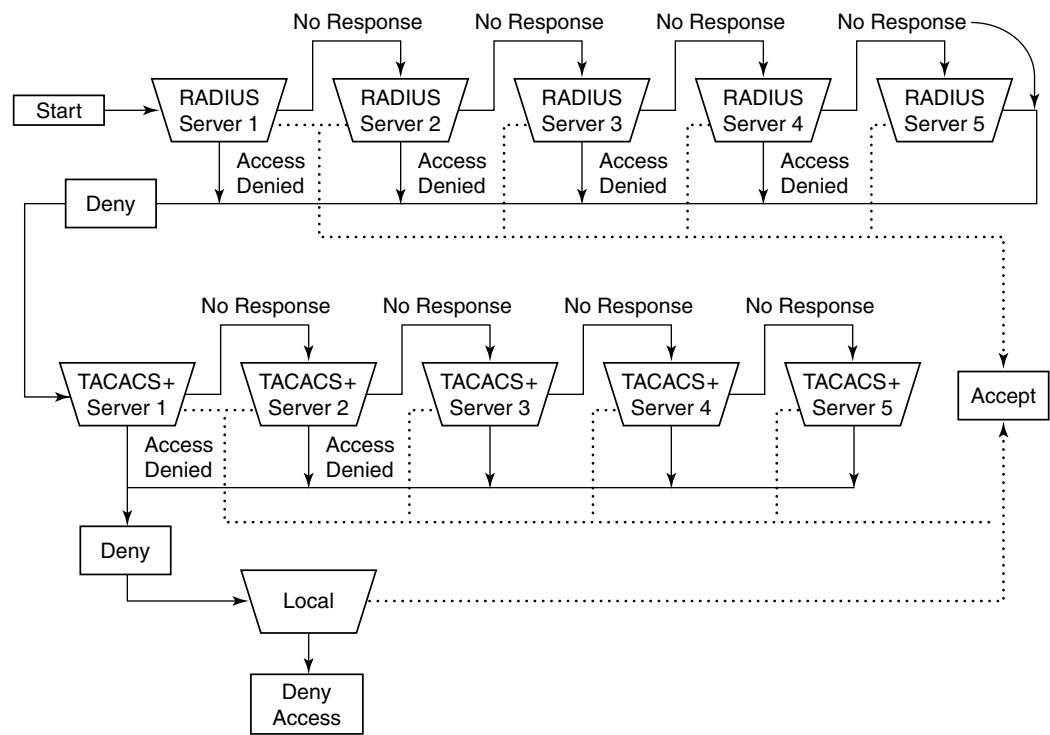 No Response
No Response
No Response
No Response
No Response
Start
RADIUS
Server 1
RADIUS
Server 2
RADIUS
Server 3
RADIUS
Server 4
RADIUS
Server 5
Access
Denied
Access
Denied
Access
Denied
Access
Denied
Deny
No Response
No Response
No Response
No Response
TACACS+
Server 1
TACACS+
Server 2
TACACS+
Server 3
TACACS+
Server 4
TACACS+
Server 5
Accept
Access
Denied
Access
Denied
Deny
Local
Deny
Access